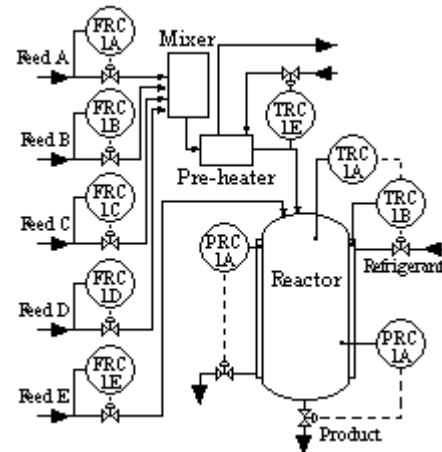 FRC
1A
Feed A
Mixer
FRC
1B
Feed B
TRC
1E
Pre-heater
TRC
1A
FRC
1C
Feed C
TRC
1B
Refrigerant
PRC
1A
Reactor
FRC
1D
Feed D
PRC
1A
FRC
1E
Feed E
Product